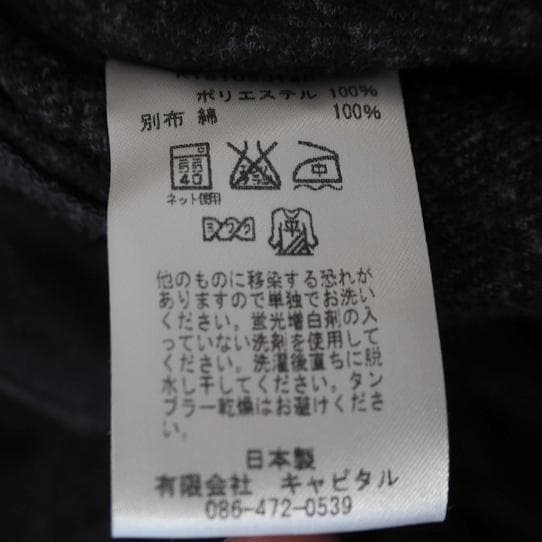 ポリエステル 100%
別布 綿 100%
弱
40
中
ネット使用
平
他のものに移染する恐れが
ありますので単独でお洗い
ください。蛍光増白剤の入
っていない洗剤を使用して
ください。洗濯後直ちに脱
水し干してください。タン
ブラー乾燥はお避けくださ
い。
日本製
有限会社 キャピタル
086-472-0539